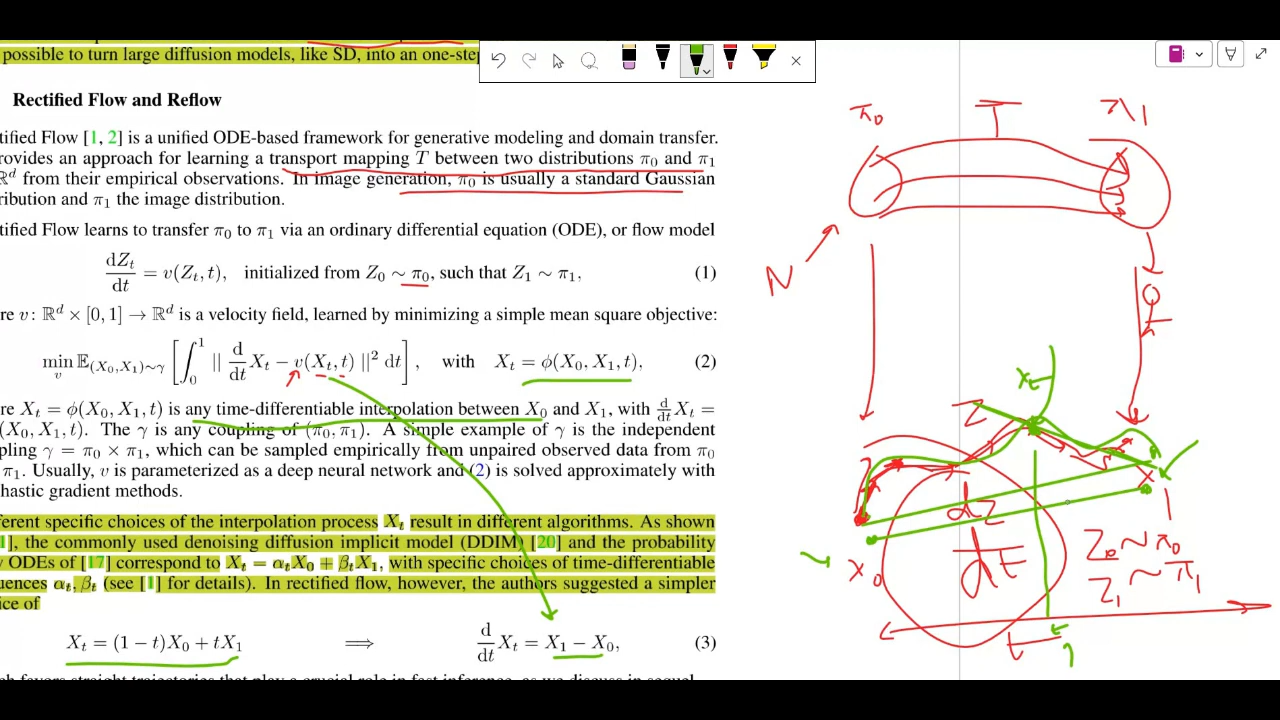 possible to turn large diffusion models, like SD, into an one-step
Rectified Flow and Reflow
tified Flow [1, 2] is a unified ODE-based framework for generative modeling and domain transfer.
rovides an approach for learning a transport mapping T between two distributions π₀ and π₁
ℝᵈ from their empirical observations. In image generation, π₀ is usually a standard Gaussian
ribution and π₁ the image distribution.
tified Flow learns to transfer π₀ to π₁ via an ordinary differential equation (ODE), or flow model
dZₜ/dt = v(Zₜ, t), initialized from Z₀ ∼ π₀, such that Z₁ ∼ π₁, (1)
re v: ℝᵈ × [0, 1] → ℝᵈ is a velocity field, learned by minimizing a simple mean square objective:
min_v 𝔼_(X₀,X₁)∼γ [ ∫₀¹ || d/dt Xₜ − v(Xₜ, t) ||² dt ], with Xₜ = ϕ(X₀, X₁, t), (2)
re Xₜ = ϕ(X₀, X₁, t) is any time-differentiable interpolation between X₀ and X₁, with d/dt Xₜ =
(X₀, X₁, t). The γ is any coupling of (π₀, π₁). A simple example of γ is the independent
pling γ = π₀ × π₁, which can be sampled empirically from unpaired observed data from π₀
π₁. Usually, v is parameterized as a deep neural network and (2) is solved approximately with
hastic gradient methods.
ferent specific choices of the interpolation process Xₜ result in different algorithms. As shown
1], the commonly used denoising diffusion implicit model (DDIM) [20] and the probability
ODEs of [17] correspond to Xₜ = αₜX₀ + βₜX₁, with specific choices of time-differentiable
uences αₜ, βₜ (see [1] for details). In rectified flow, however, the authors suggested a simpler
ice of
Xₜ = (1 − t)X₀ + tX₁ ⟹ d/dt Xₜ = X₁ − X₀, (3)
π₀ T π₁
N
Xₜ
Z
dz/dt
X₀
X₁
Z₀ ~ π₀
Z₁ ~ π₁
t